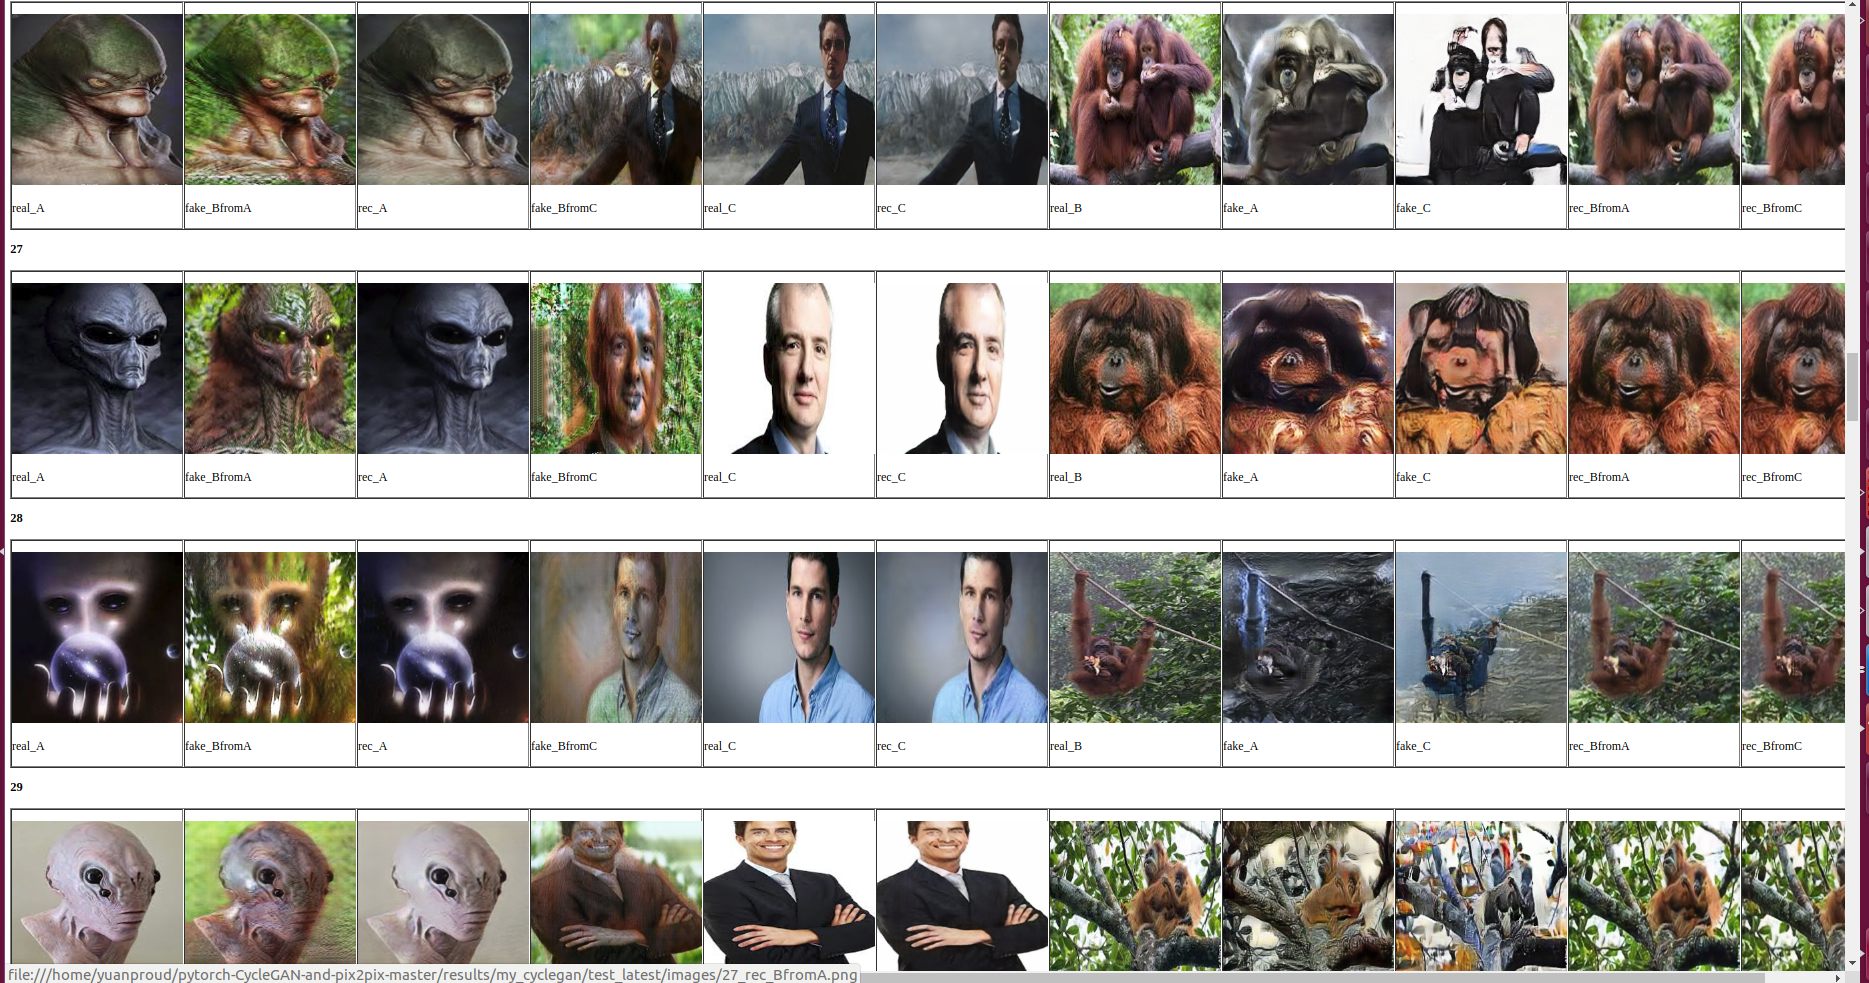 real_A fake_BfromA rec_A fake_BfromC real_C rec_C real_B fake_A fake_C rec_BfromA rec_BfromC
27
real_A fake_BfromA rec_A fake_BfromC real_C rec_C real_B fake_A fake_C rec_BfromA rec_BfromC
28
real_A fake_BfromA rec_A fake_BfromC real_C rec_C real_B fake_A fake_C rec_BfromA rec_BfromC
29
file:///home/yuanproud/pytorch-CycleGAN-and-pix2pix-master/results/my_cyclegan/test_latest/images/27_rec_BfromA.png